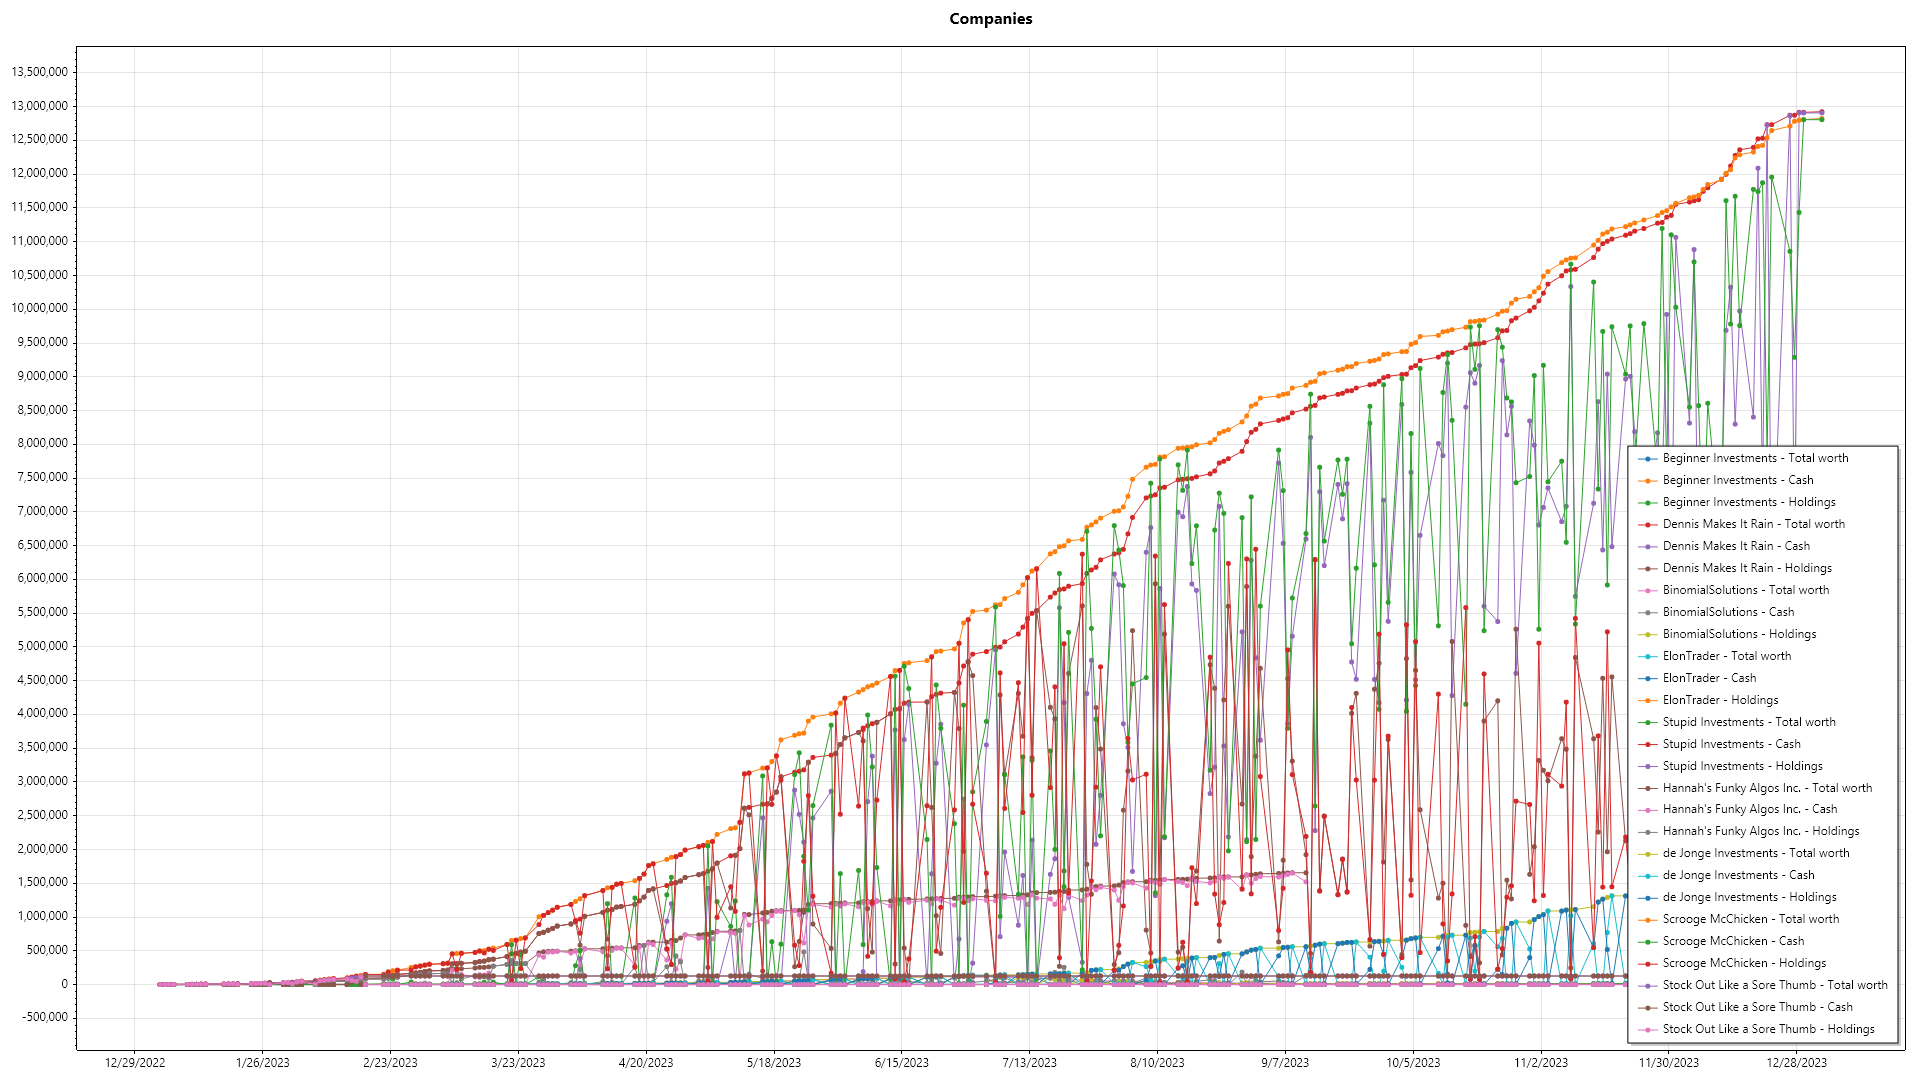 Companies
13,500,000
13,000,000
12,500,000
12,000,000
11,500,000
11,000,000
10,500,000
10,000,000
9,500,000
9,000,000
8,500,000
8,000,000
7,500,000
7,000,000
6,500,000
6,000,000
5,500,000
5,000,000
4,500,000
4,000,000
3,500,000
3,000,000
2,500,000
2,000,000
1,500,000
1,000,000
500,000
0
-500,000
Beginner Investments - Total worth
Beginner Investments - Cash
Beginner Investments - Holdings
Dennis Makes It Rain - Total worth
Dennis Makes It Rain - Cash
Dennis Makes It Rain - Holdings
BinomialSolutions - Total worth
BinomialSolutions - Cash
BinomialSolutions - Holdings
ElonTrader - Total worth
ElonTrader - Cash
ElonTrader - Holdings
Stupid Investments - Total worth
Stupid Investments - Cash
Stupid Investments - Holdings
Hannah's Funky Algos Inc. - Total worth
Hannah's Funky Algos Inc. - Cash
Hannah's Funky Algos Inc. - Holdings
de Jonge Investments - Total worth
de Jonge Investments - Cash
de Jonge Investments - Holdings
Scrooge McChicken - Total worth
Scrooge McChicken - Cash
Scrooge McChicken - Holdings
Stock Out Like a Sore Thumb - Total worth
Stock Out Like a Sore Thumb - Cash
Stock Out Like a Sore Thumb - Holdings
12/29/2022 1/26/2023 2/23/2023 3/23/2023 4/20/2023 5/18/2023 6/15/2023 7/13/2023 8/10/2023 9/7/2023 10/5/2023 11/2/2023 11/30/2023 12/28/2023